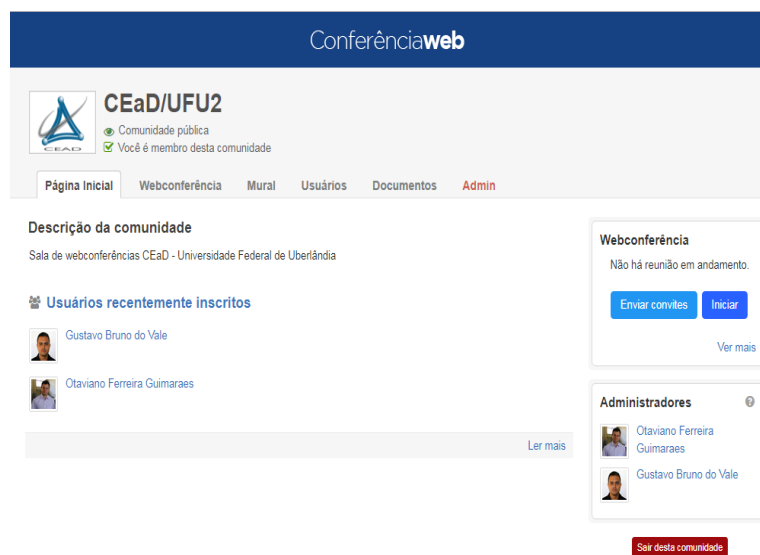 Conferênciaweb
CEaD/UFU2
CEAD
Comunidade pública
Você é membro desta comunidade
Página Inicial
Webconferência
Mural
Usuários
Documentos
Admin
Descrição da comunidade
Sala de webconferências CEaD - Universidade Federal de Uberlândia
Usuários recentemente inscritos
Gustavo Bruno do Vale
Otaviano Ferreira Guimaraes
Ler mais
Webconferência
Não há reunião em andamento.
Enviar convites
Iniciar
Ver mais
Administradores
Otaviano Ferreira
Guimaraes
Gustavo Bruno do Vale
Sair desta comunidade